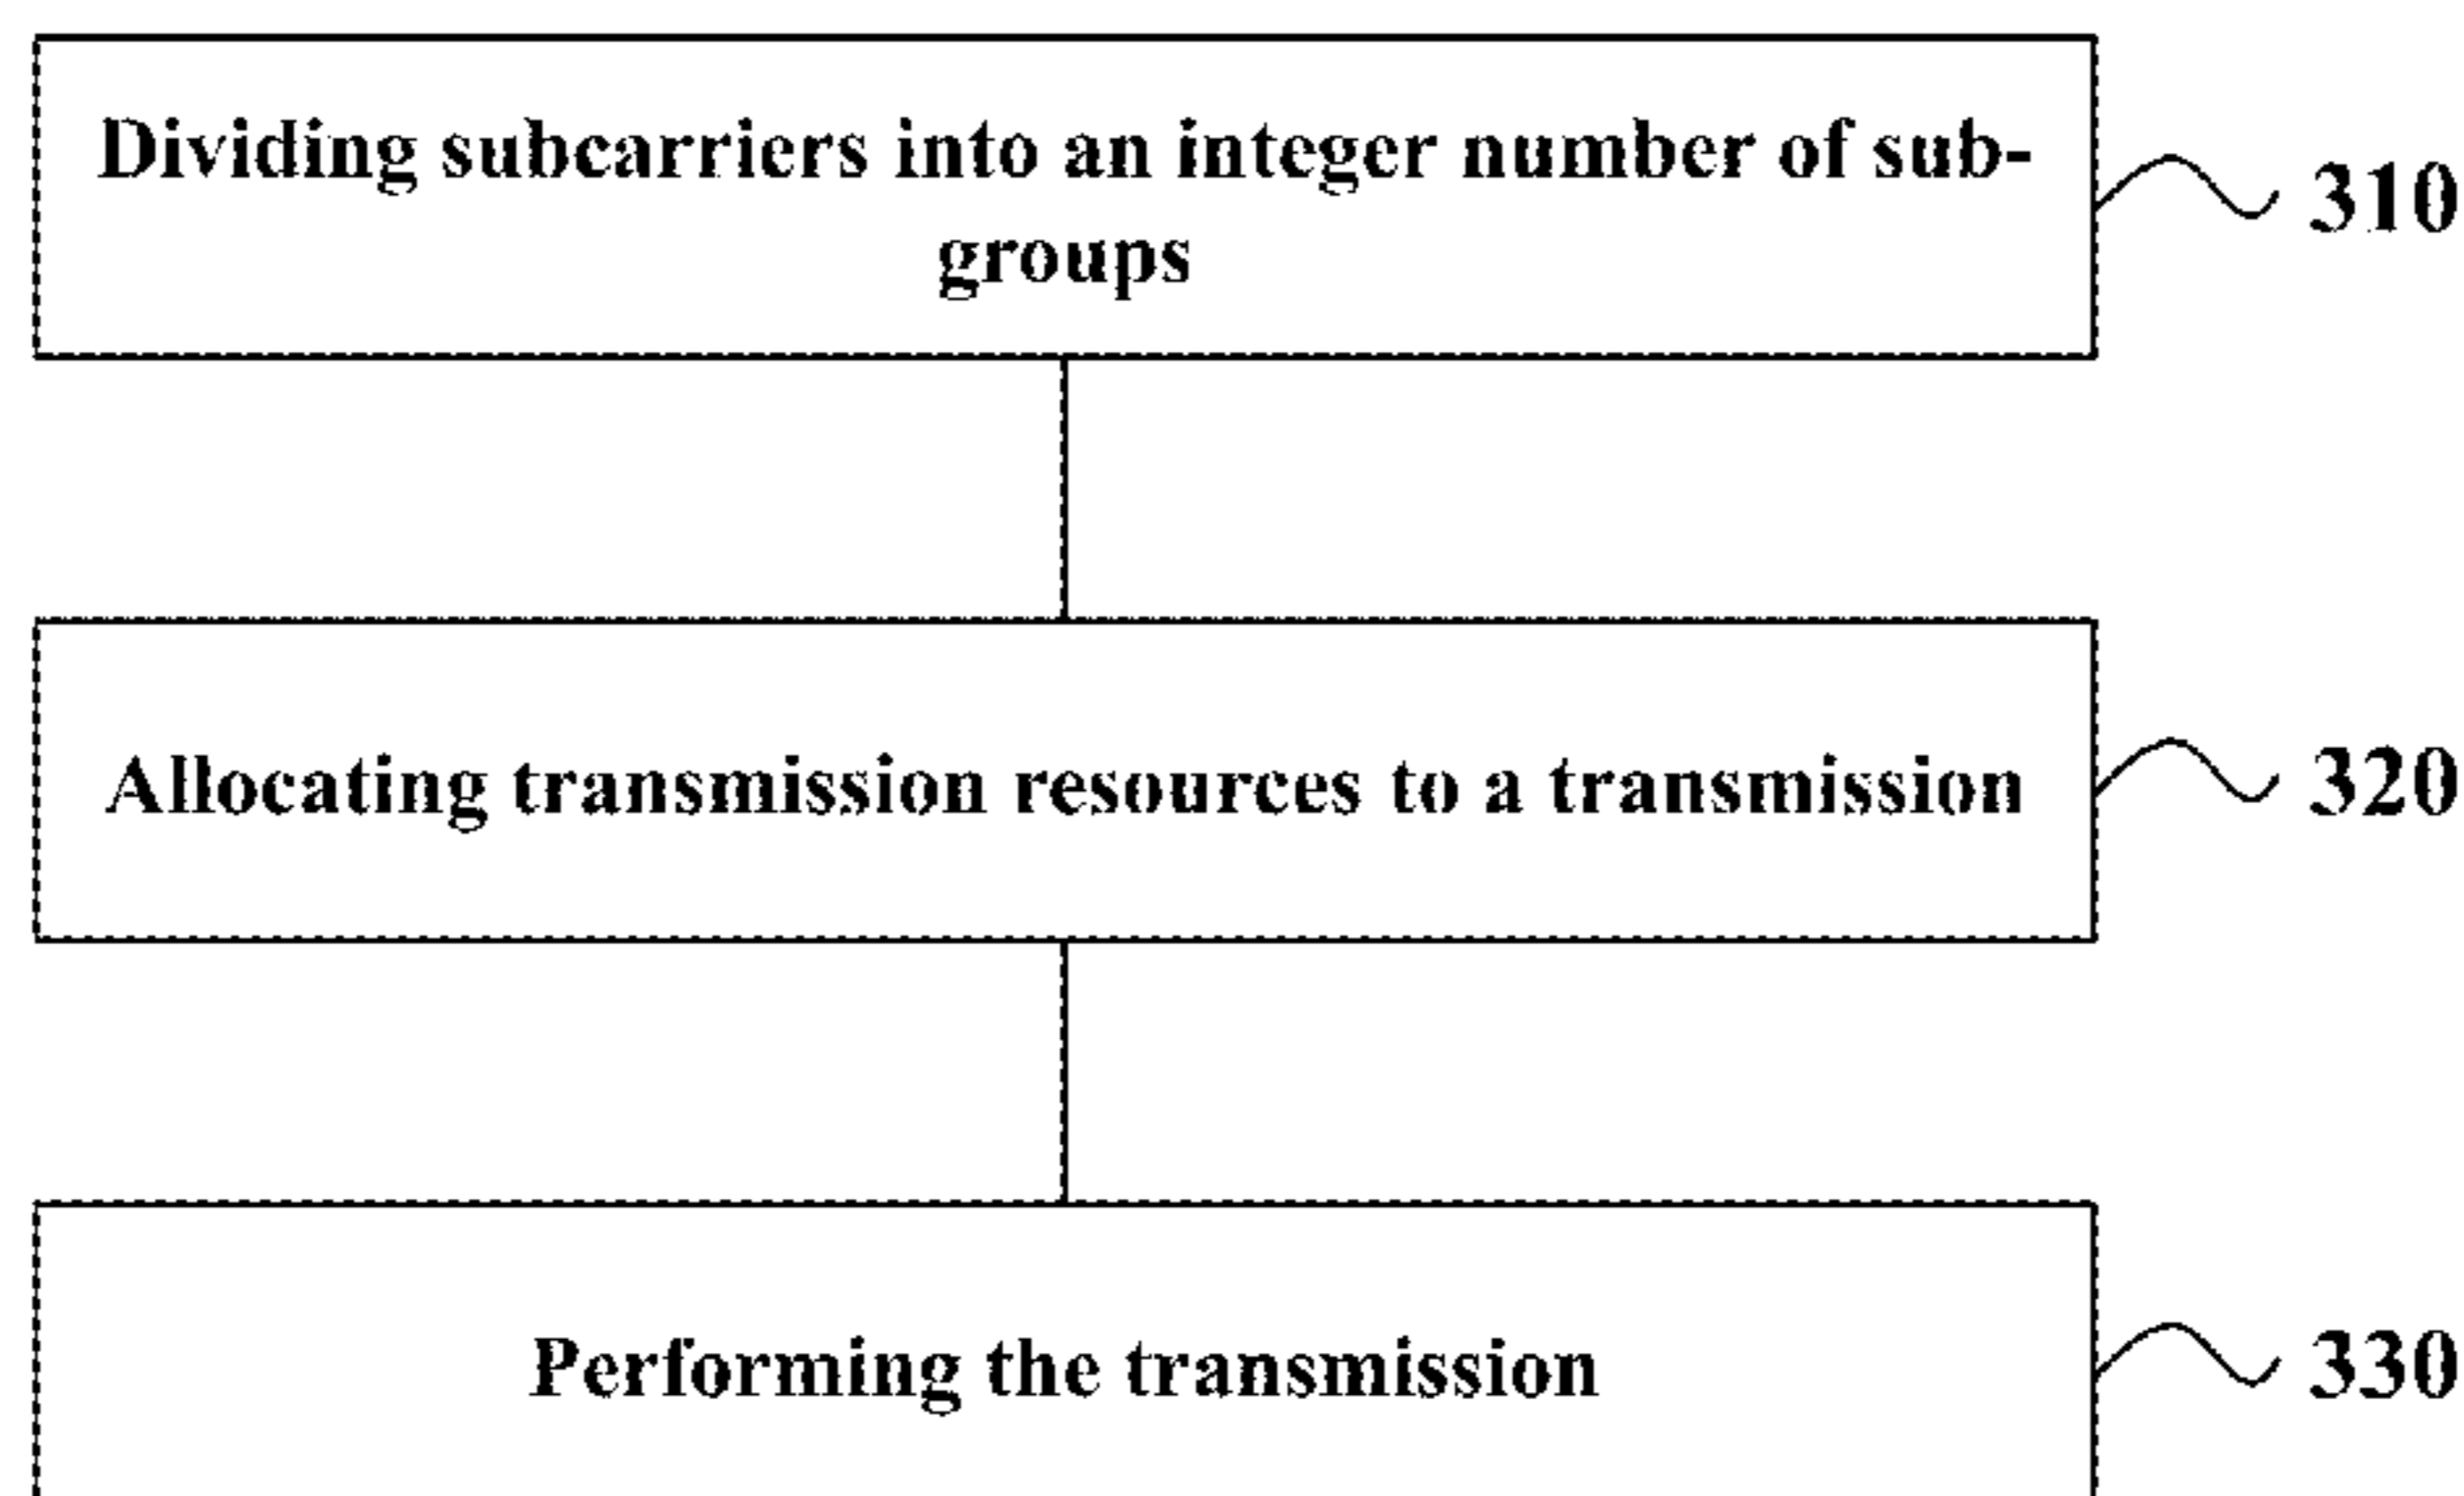 Dividing subcarriers into an integer number of sub-
groups
310
Allocating transmission resources to a transmission
320
Performing the transmission
330